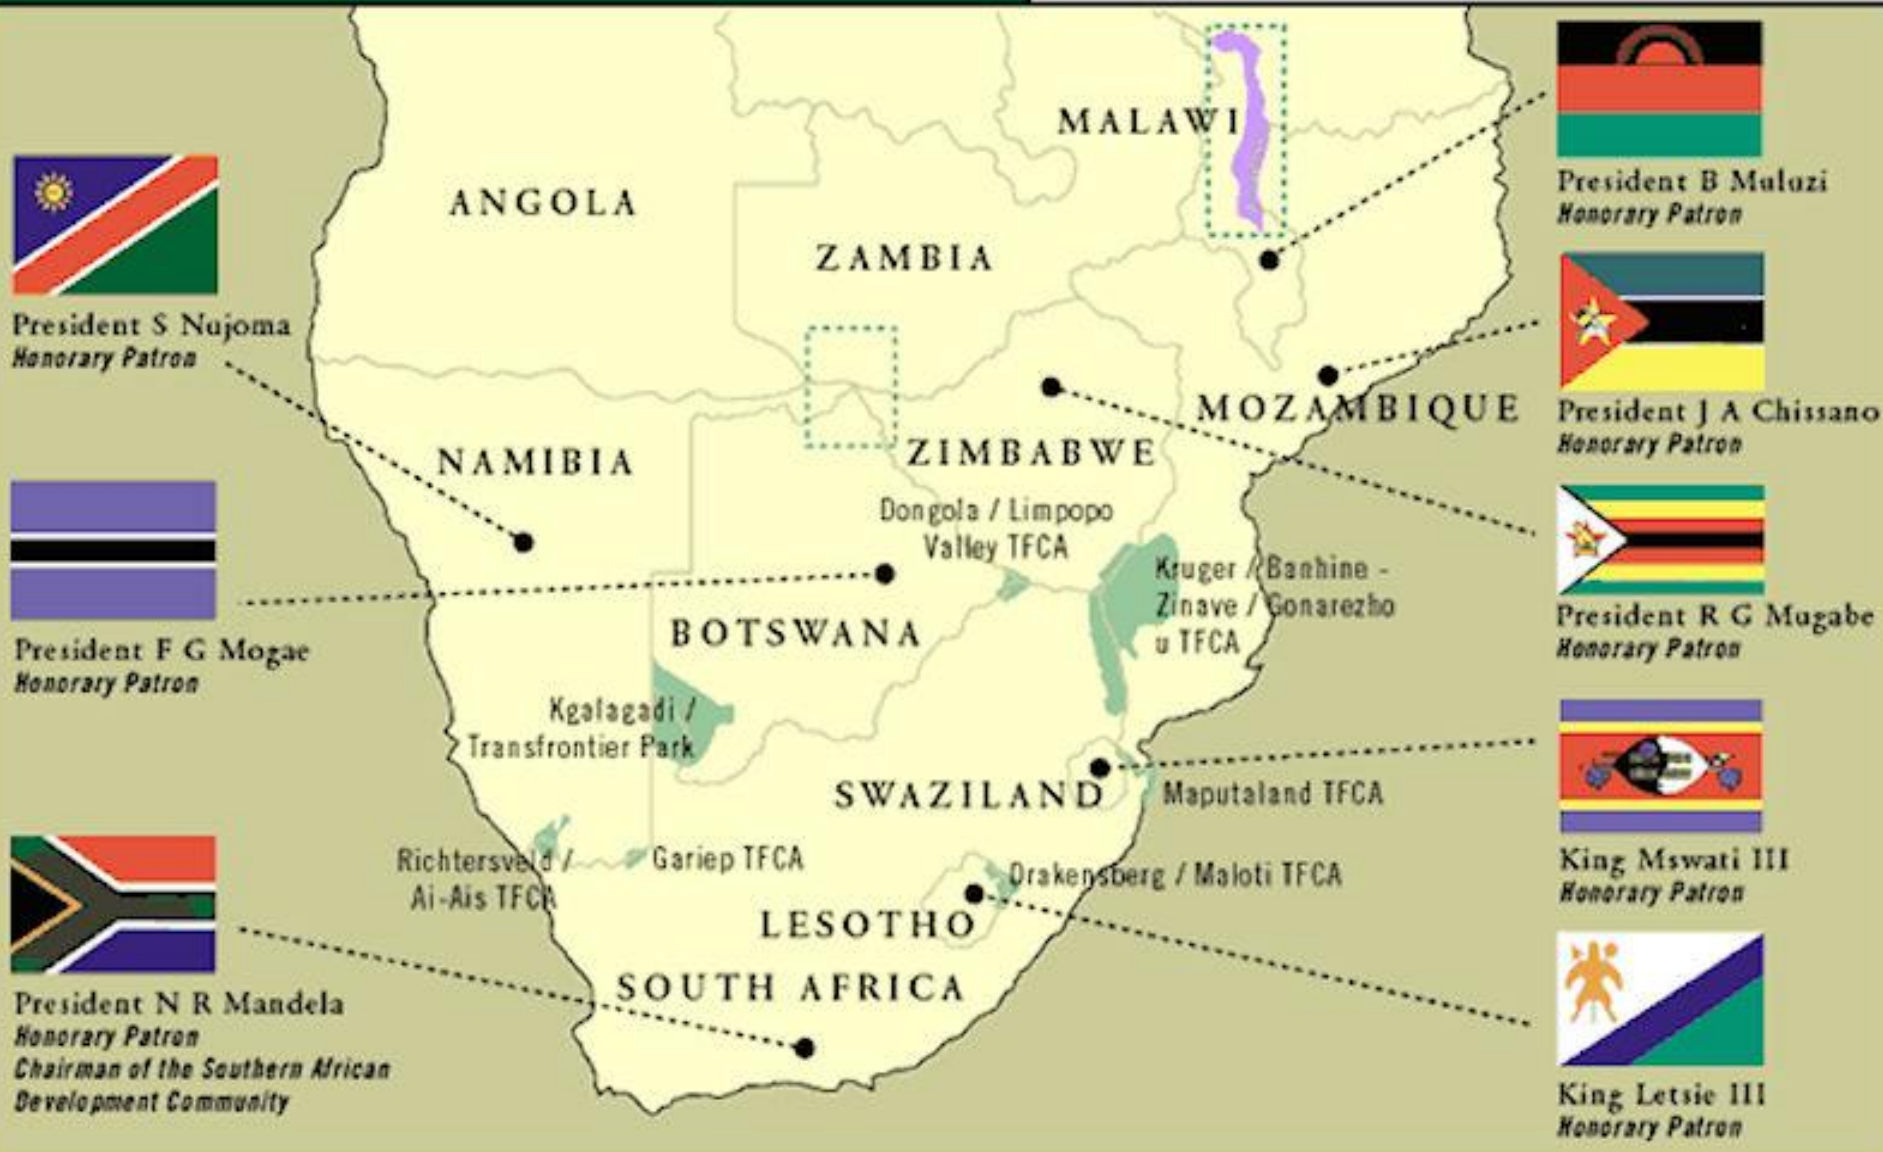 MALAWI
ANGOLA
ZAMBIA
NAMIBIA
ZIMBABWE
MOZAMBIQUE
Dongola / Limpopo
Valley TFCA
Kruger / Banhine -
Zinave / Gonarezho
u TFCA
BOTSWANA
Kgalagadi /
Transfrontier Park
SWAZILAND
Maputaland TFCA
Richtersveld /
Ai-Ais TFCA
Gariep TFCA
Drakensberg / Maloti TFCA
LESOTHO
SOUTH AFRICA
President S Nujoma
Honorary Patron
President F G Mogae
Honorary Patron
President N R Mandela
Honorary Patron
Chairman of the Southern African
Development Community
President B Muluzi
Honorary Patron
President J A Chissano
Honorary Patron
President R G Mugabe
Honorary Patron
King Mswati III
Honorary Patron
King Letsie III
Honorary Patron